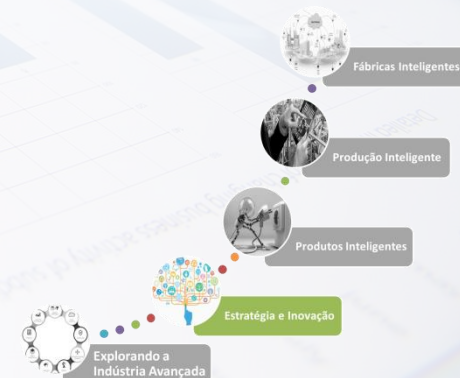 Fábricas Inteligentes
Produção Inteligente
Produtos Inteligentes
Estratégia e Inovação
Explorando a
Indústria Avançada